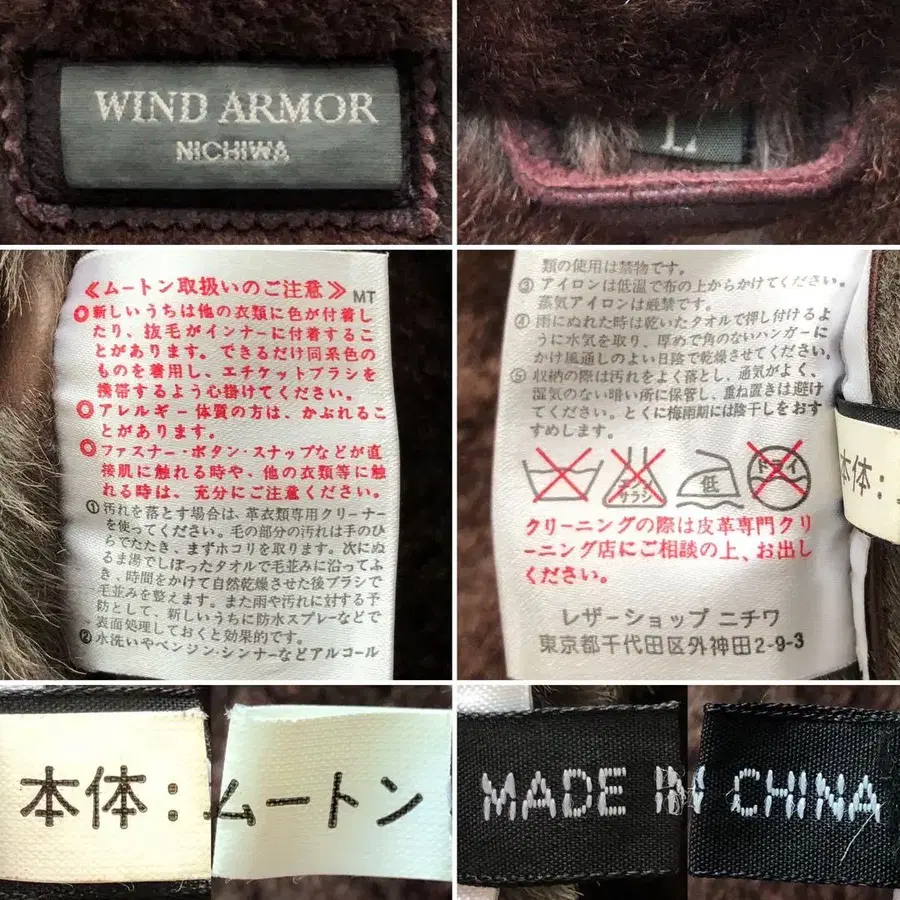 WIND ARMOR
NICHIWA
L
≪ムートン取扱いのご注意≫
MT
○新しいうちは他の衣類に色が付着し
たり、抜毛がインナーに付着するこ
とがあります。できるだけ同系色の
ものを着用し、エチケットブラシを
携帯するよう心掛けてください。
○アレルギー体質の方は、かぶれるこ
とがあります。
○ファスナー・ボタン・スナップなどが直
接肌に触れる時や、他の衣類等に触
れる時は、充分にご注意ください。
①汚れを落とす場合は、革衣類専用クリーナー
を使ってください。毛の部分の汚れは手のひ
らでたたき、まずホコリを取ります。次にぬ
るま湯でしぼったタオルで毛並みに沿ってふ
き、時間をかけて自然乾燥させた後ブラシで
毛並みを整えます。また雨や汚れに対する予
防として、新しいうちに防水スプレーなどで
表面処理しておくと効果的です。
②水洗いやベンジン・シンナーなどアルコール
類の使用は禁物です。
③アイロンは低温で布の上からかけてください。
蒸気アイロンは厳禁です。
④雨にぬれた時は乾いたタオルで押し付けるよ
うに水気を取り、厚めで角のないハンガーに
かけ風通しのよい日陰で乾燥させてください。
⑤収納の際は汚れをよく落とし、通気がよく、
湿気のない暗い所に保管し、重ね置きは避け
てください。とくに梅雨期には陰干しをおす
すめします。
エンソ
サラシ
低
ドライ
クリーニングの際は皮革専門クリ
ーニング店にご相談の上、お出し
ください。
レザーショップ ニチワ
東京都千代田区外神田2-9-3
本体:
本体:ムートン
MADE IN CHINA